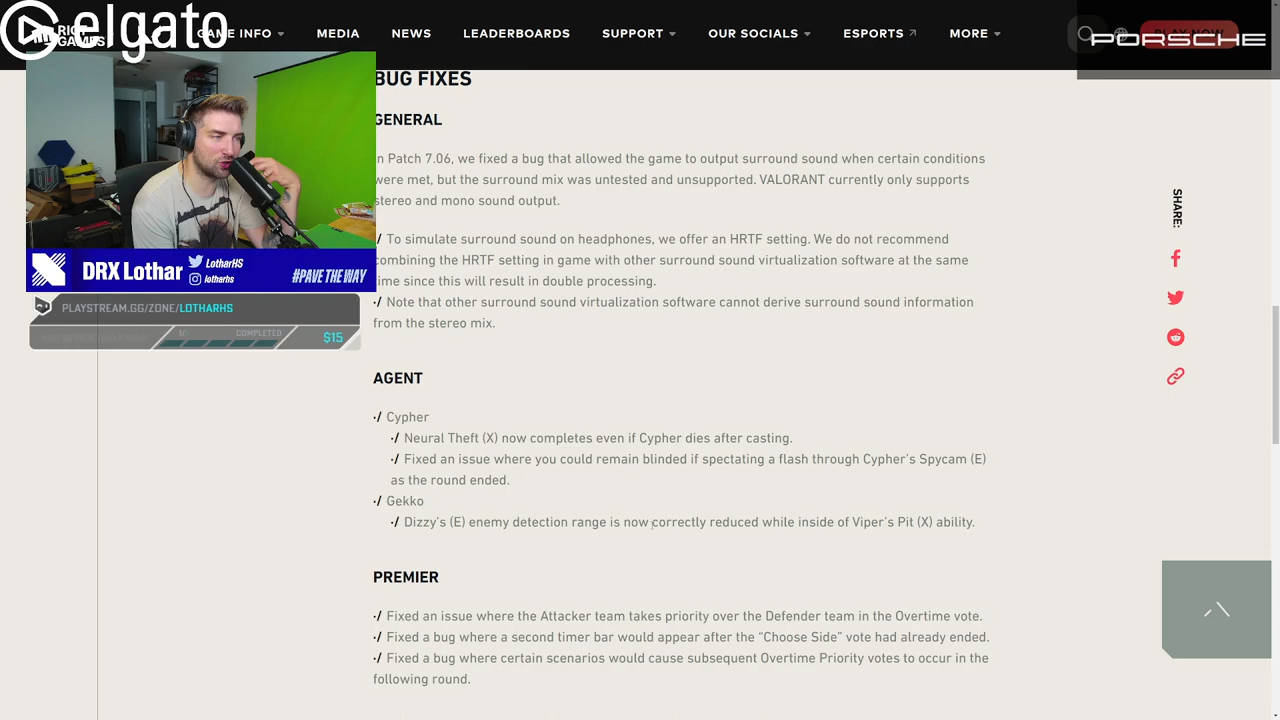 elgato
RIOT
GAMES
GAME INFO
MEDIA
NEWS
LEADERBOARDS
SUPPORT
OUR SOCIALS
ESPORTS
MORE
PLAY NOW
PORSCHE
BUG FIXES
GENERAL
In Patch 7.06, we fixed a bug that allowed the game to output surround sound when certain conditions
were met, but the surround mix was untested and unsupported. VALORANT currently only supports
stereo and mono sound output.
·/ To simulate surround sound on headphones, we offer an HRTF setting. We do not recommend
combining the HRTF setting in game with other surround sound virtualization software at the same
time since this will result in double processing.
·/ Note that other surround sound virtualization software cannot derive surround sound information
from the stereo mix.
DRX Lothar
LotharHS
lotharhs
#PAVE THE WAY
PLAYSTREAM.GG/ZONE/LOTHARHS
COMPLETED
$15
SHARE:
AGENT
·/ Cypher
·/ Neural Theft (X) now completes even if Cypher dies after casting.
·/ Fixed an issue where you could remain blinded if spectating a flash through Cypher's Spycam (E)
as the round ended.
·/ Gekko
·/ Dizzy's (E) enemy detection range is now correctly reduced while inside of Viper's Pit (X) ability.
PREMIER
·/ Fixed an issue where the Attacker team takes priority over the Defender team in the Overtime vote.
·/ Fixed a bug where a second timer bar would appear after the “Choose Side” vote had already ended.
·/ Fixed a bug where certain scenarios would cause subsequent Overtime Priority votes to occur in the
following round.